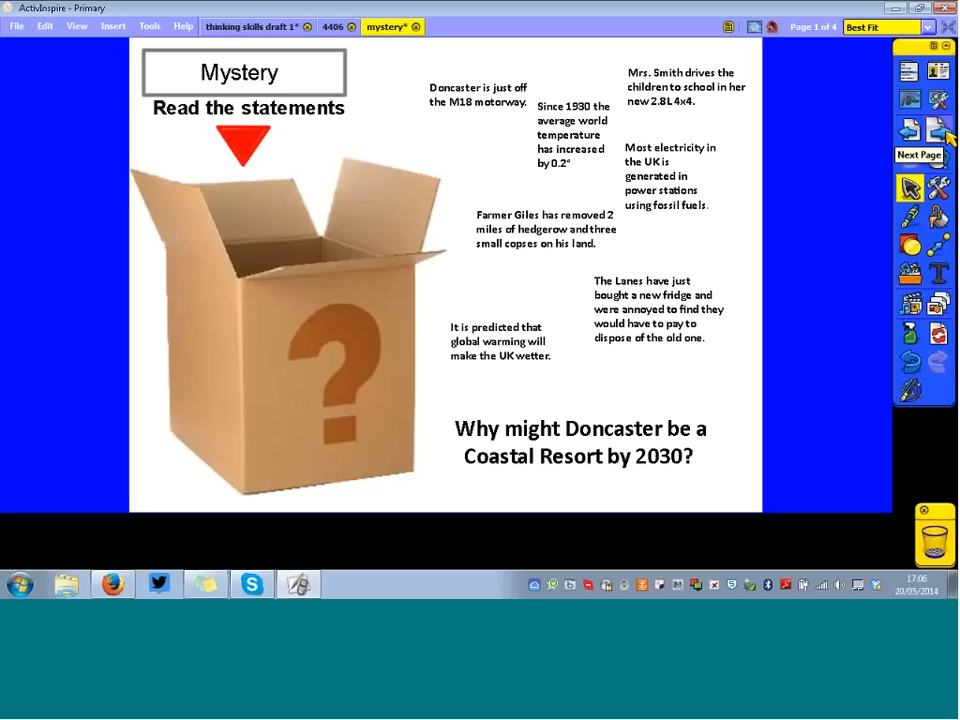 ActivInspire - Primary
File Edit View Insert Tools Help
thinking skills draft 1* 4406 mystery*
Page 1 of 4 Best Fit
Mystery
Read the statements
Doncaster is just off
the M18 motorway.
Since 1930 the
average world
temperature
has increased
by 0.2°
Mrs. Smith drives the
children to school in her
new 2.8L 4x4.
Most electricity in
the UK is
generated in
power stations
using fossil fuels.
Farmer Giles has removed 2
miles of hedgerow and three
small copses on his land.
The Lanes have just
bought a new fridge and
were annoyed to find they
would have to pay to
dispose of the old one.
It is predicted that
global warming will
make the UK wetter.
?
Why might Doncaster be a
Coastal Resort by 2030?
Next Page
T
S
17:06
20/05/2014